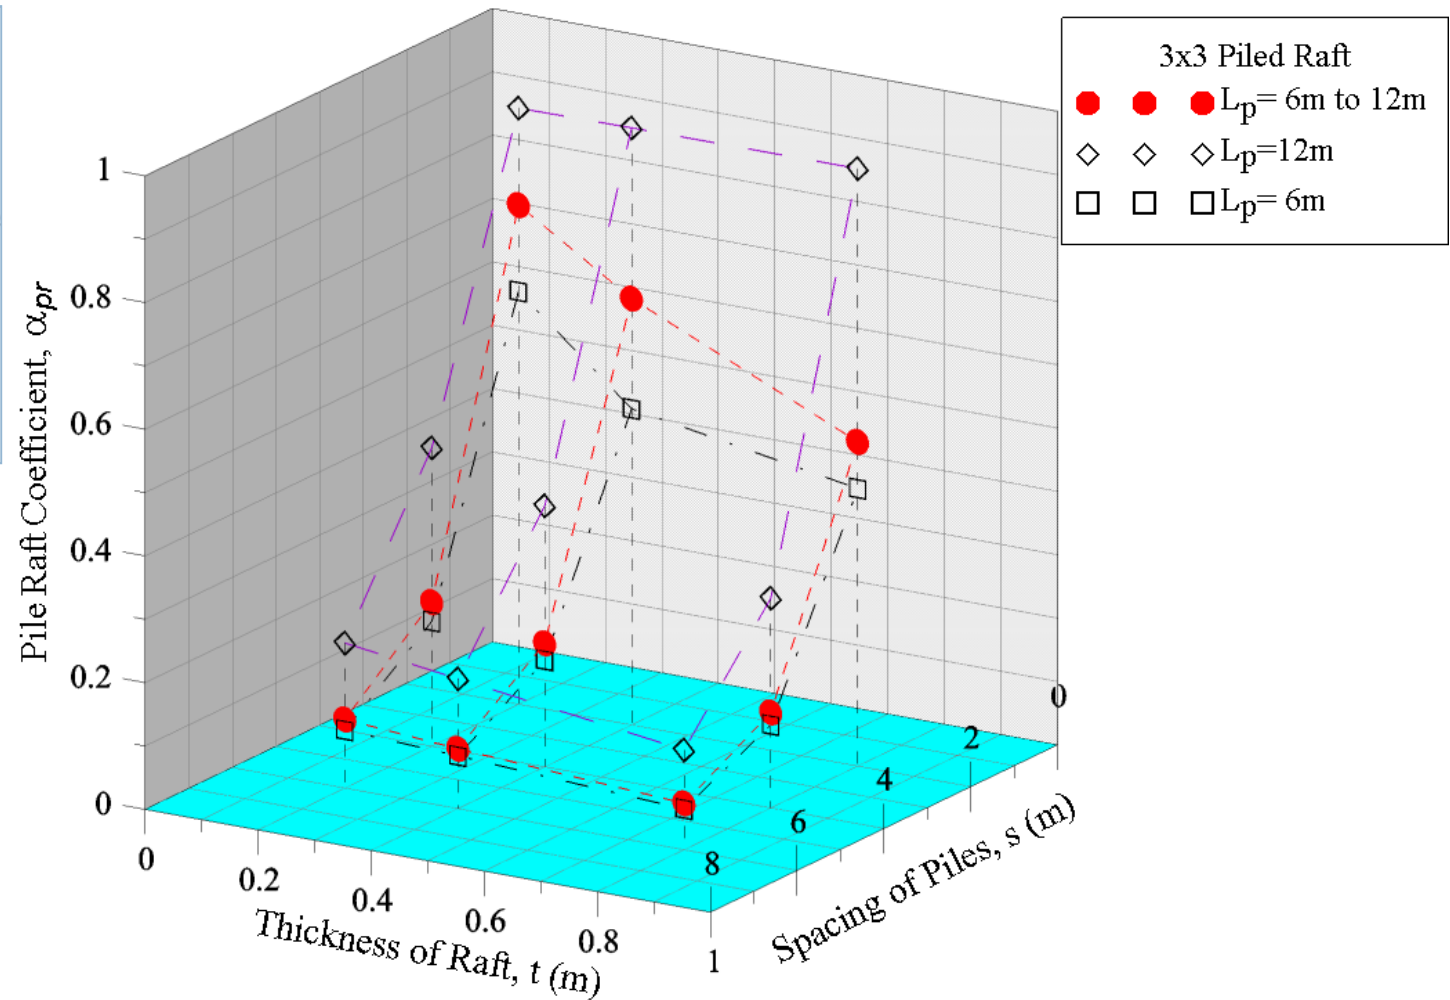 3x3 Piled Raft
Lp= 6m to 12m
Lp=12m
Lp= 6m
Pile Raft Coefficient, αpr
1
0.8
0.6
0.4
0.2
0
0
0.2
0.4
0.6
0.8
1
Thickness of Raft, t (m)
0
2
4
6
8
Spacing of Piles, s (m)